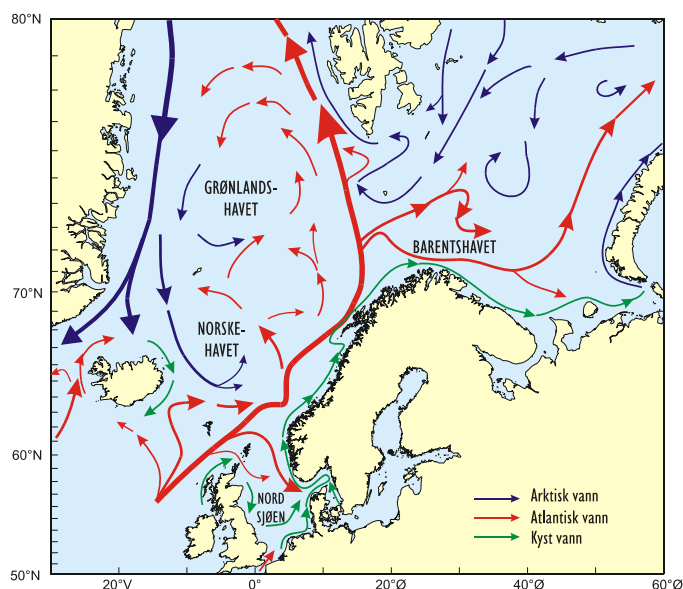 80°N
GRØNLANDS-
HAVET
BARENTSHAVET
70°N
NORSKE-
HAVET
60°N
NORD
SJØEN
Arktisk vann
Atlantisk vann
Kyst vann
50°N
20°V
0°
20°Ø
40°Ø
60°Ø